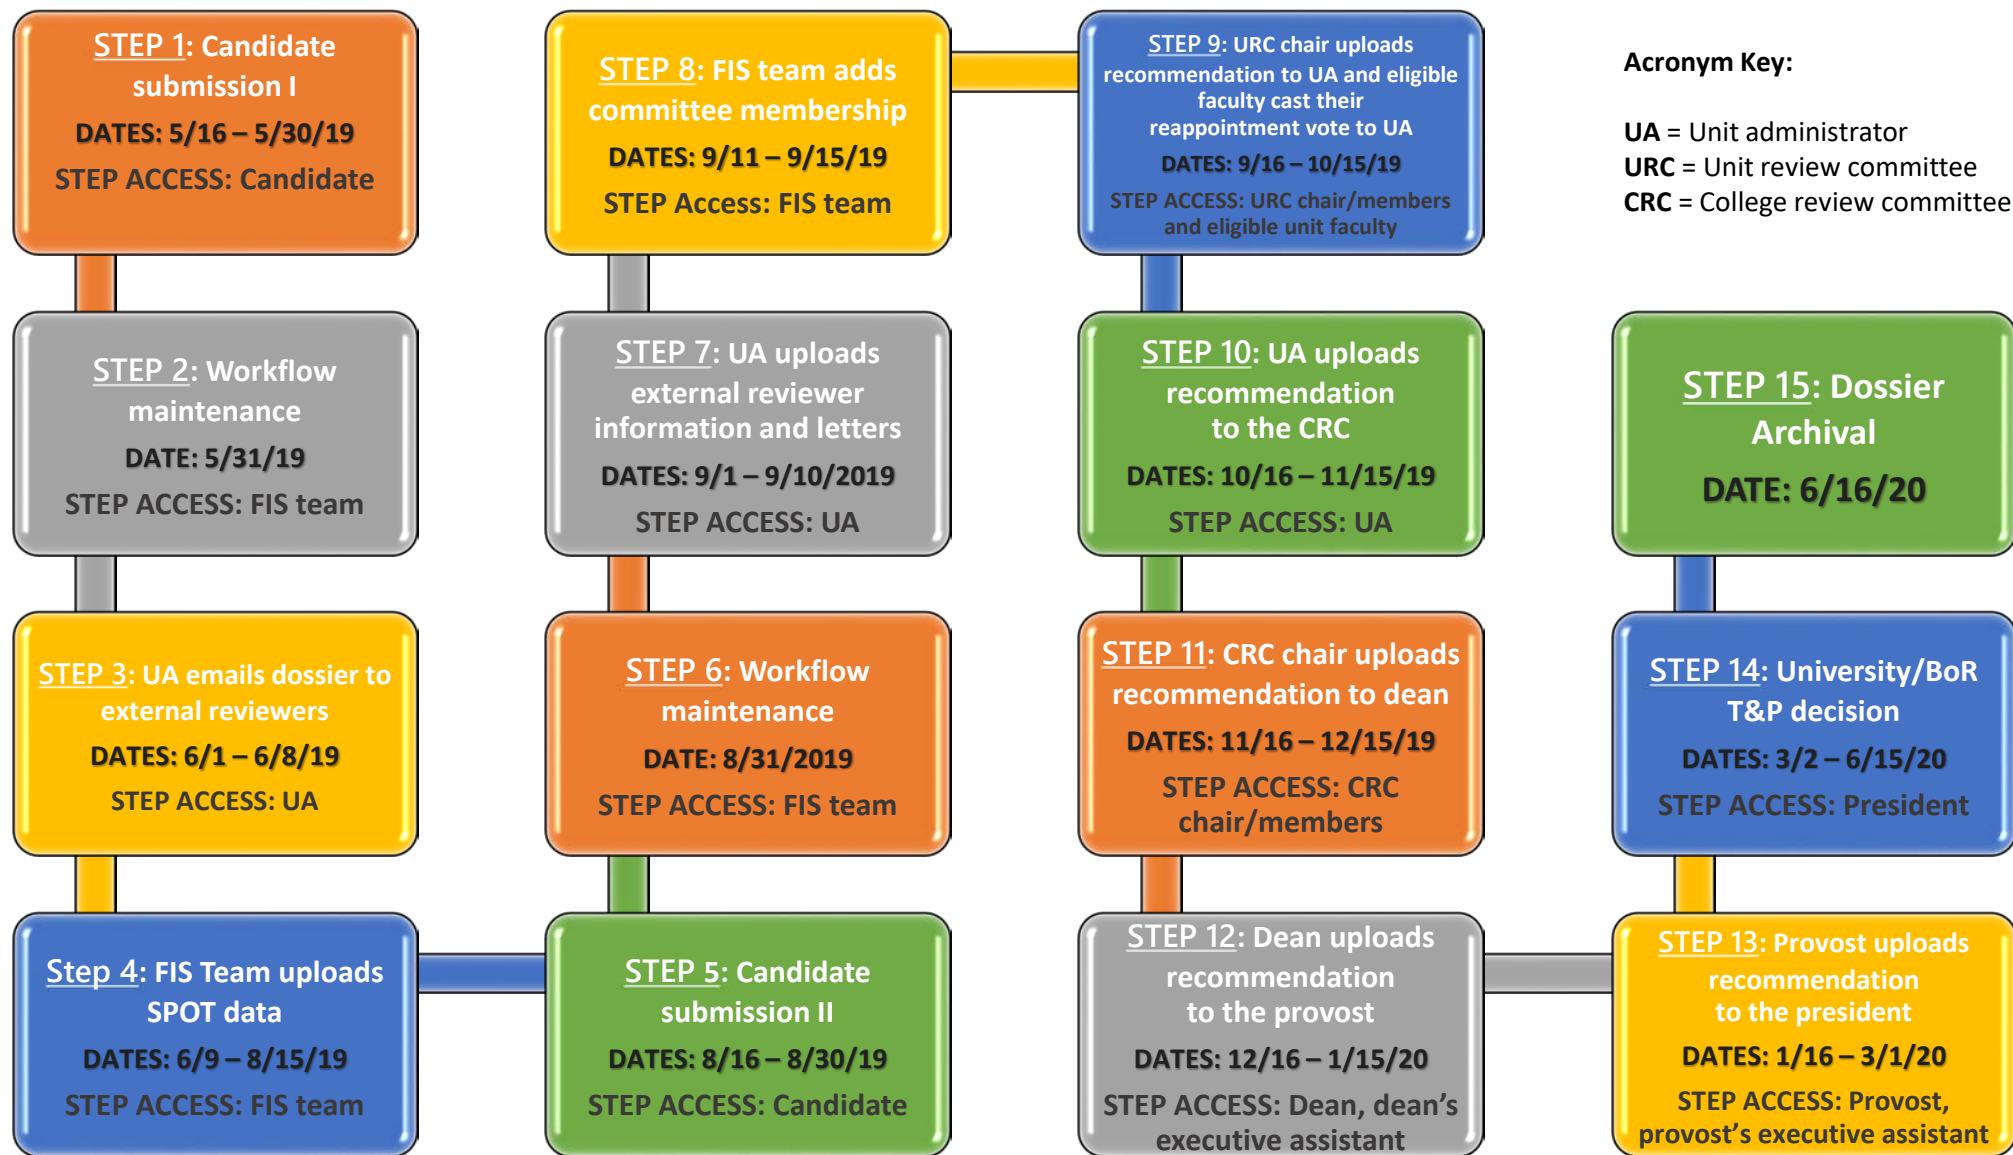 STEP 1: Candidate
submission I
DATES: 5/16 – 5/30/19
STEP ACCESS: Candidate
STEP 2: Workflow
maintenance
DATE: 5/31/19
STEP ACCESS: FIS team
STEP 3: UA emails dossier to
external reviewers
DATES: 6/1 – 6/8/19
STEP ACCESS: UA
Step 4: FIS Team uploads
SPOT data
DATES: 6/9 – 8/15/19
STEP ACCESS: FIS team
STEP 5: Candidate
submission II
DATES: 8/16 – 8/30/19
STEP ACCESS: Candidate
STEP 6: Workflow
maintenance
DATE: 8/31/2019
STEP ACCESS: FIS team
STEP 7: UA uploads
external reviewer
information and letters
DATES: 9/1 – 9/10/2019
STEP ACCESS: UA
STEP 8: FIS team adds
committee membership
DATES: 9/11 – 9/15/19
STEP Access: FIS team
STEP 9: URC chair uploads
recommendation to UA and eligible
faculty cast their
reappointment vote to UA
DATES: 9/16 – 10/15/19
STEP ACCESS: URC chair/members
and eligible unit faculty
STEP 10: UA uploads
recommendation
to the CRC
DATES: 10/16 – 11/15/19
STEP ACCESS: UA
STEP 11: CRC chair uploads
recommendation to dean
DATES: 11/16 – 12/15/19
STEP ACCESS: CRC
chair/members
STEP 12: Dean uploads
recommendation
to the provost
DATES: 12/16 – 1/15/20
STEP ACCESS: Dean, dean’s
executive assistant
STEP 13: Provost uploads
recommendation
to the president
DATES: 1/16 – 3/1/20
STEP ACCESS: Provost,
provost’s executive assistant
STEP 14: University/BoR
T&P decision
DATES: 3/2 – 6/15/20
STEP ACCESS: President
STEP 15: Dossier
Archival
DATE: 6/16/20
Acronym Key:
UA = Unit administrator
URC = Unit review committee
CRC = College review committee